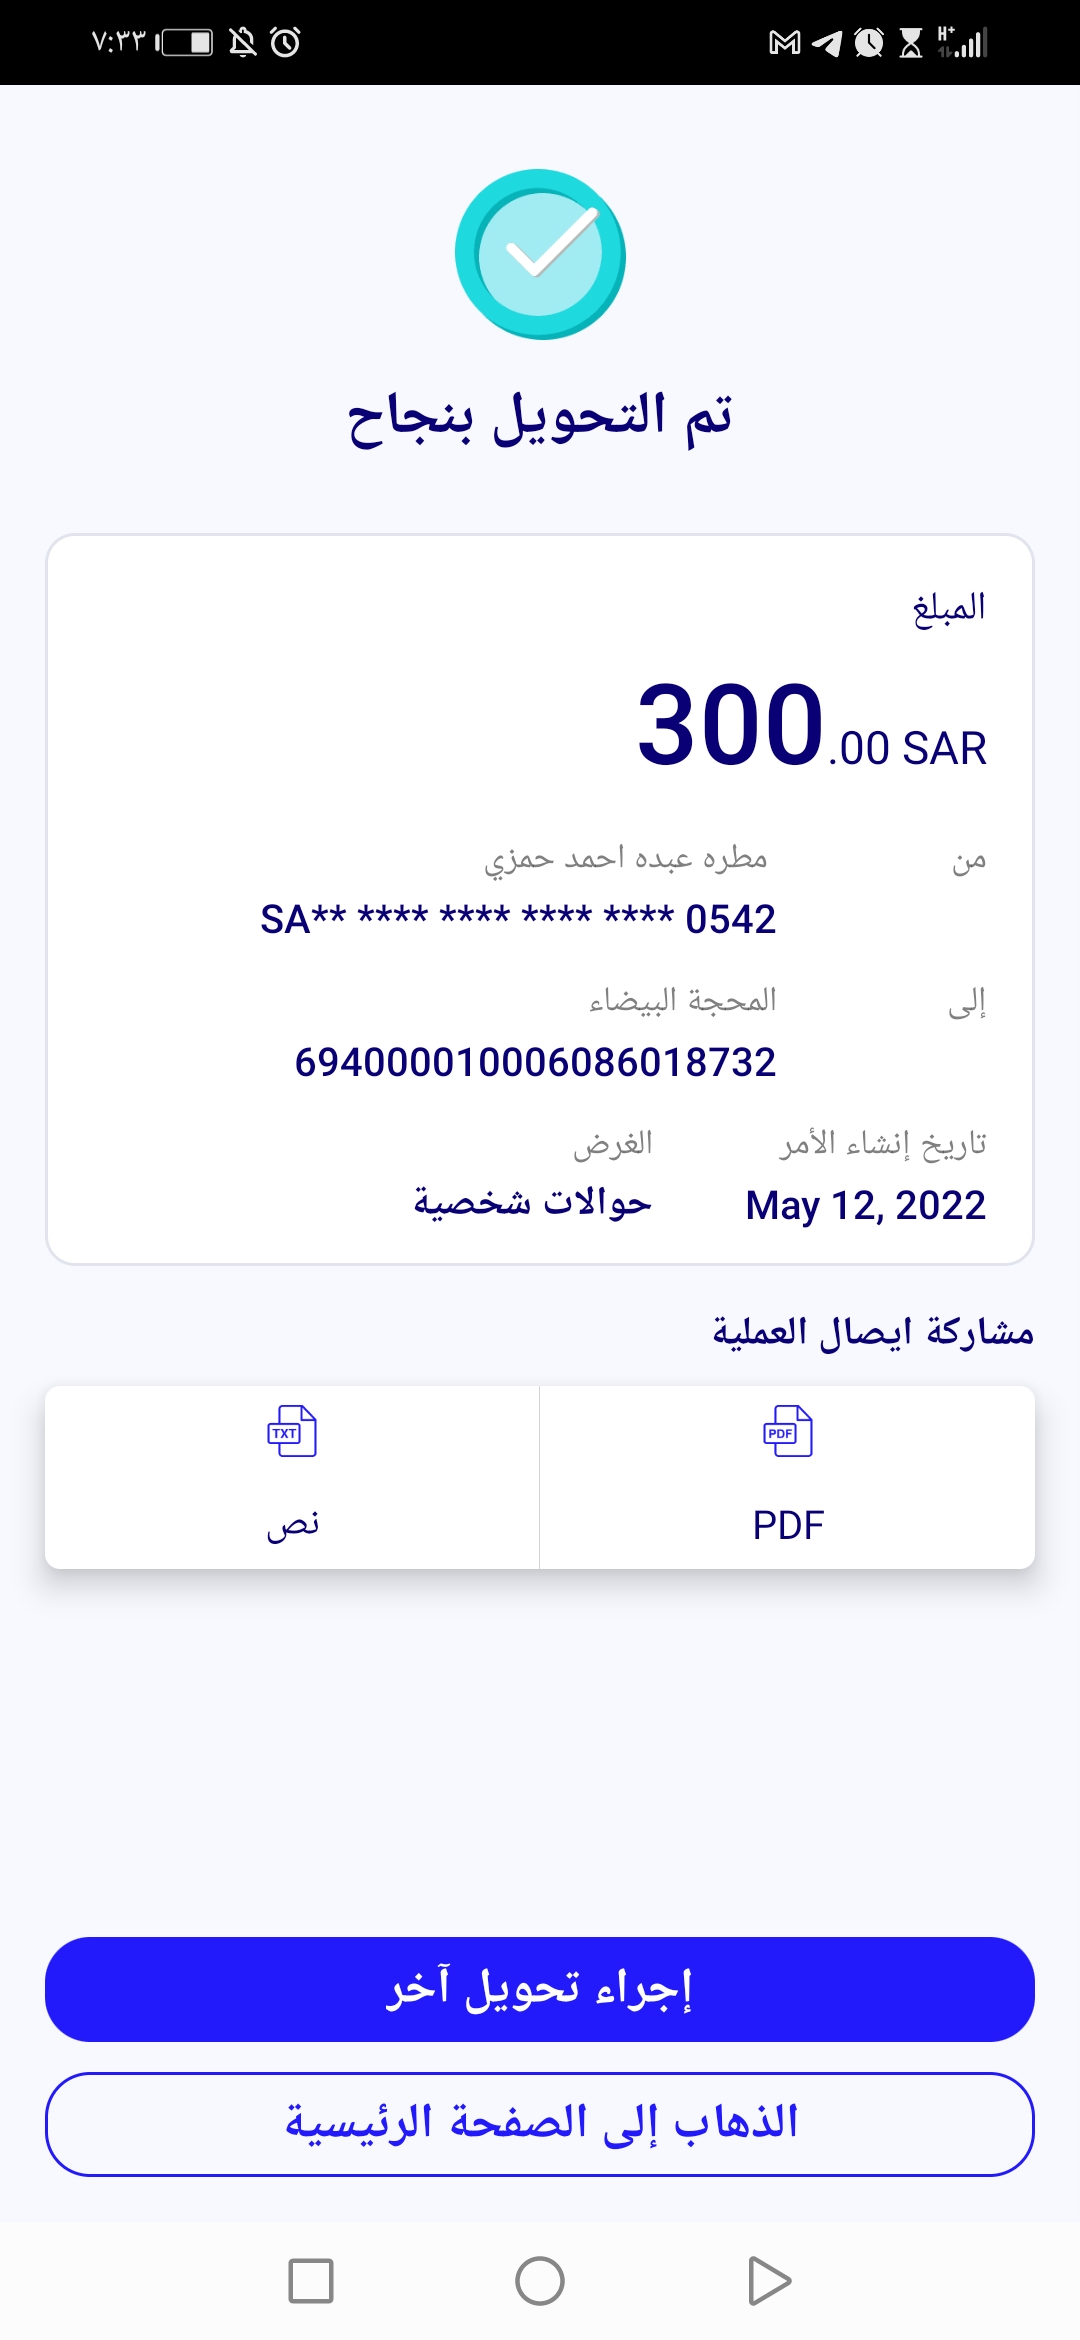 ٧:٣٣
H+
تم التحويل بنجاح
المبلغ
300.00 SAR
من مطره عبده احمد حمزي
SA** **** **** **** **** 0542
إلى المحجة البيضاء
694000010006086018732
تاريخ إنشاء الأمر الغرض
May 12, 2022 حوالات شخصية
مشاركة ايصال العملية
PDF TXT
PDF نص
إجراء تحويل آخر
الذهاب إلى الصفحة الرئيسية